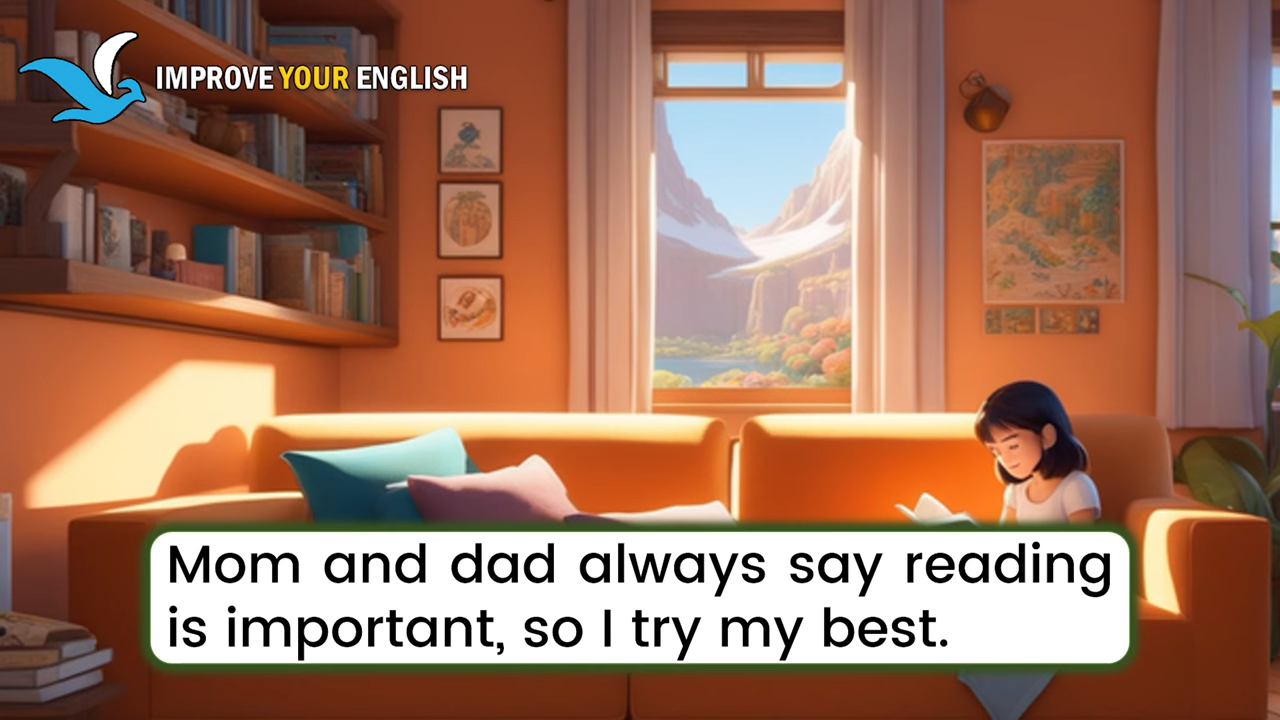 IMPROVE YOUR ENGLISH
Mom and dad always say reading
is important, so I try my best.